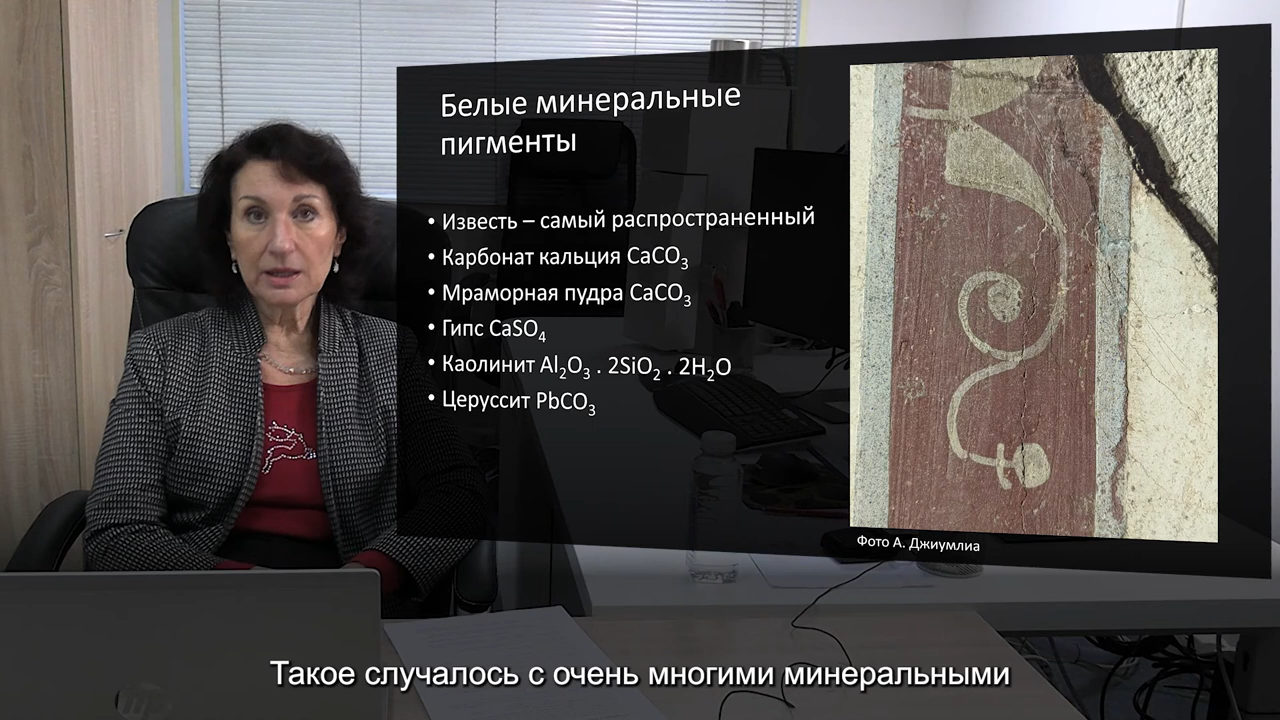 Белые минеральные
пигменты
• Известь – самый распространенный
• Карбонат кальция CaCO₃
• Мраморная пудра CaCO₃
• Гипс CaSO₄
• Каолинит Al₂O₃ . 2SiO₂ . 2H₂O
• Церуссит PbCO₃
Фото А. Джиумлиа
Такое случалось с очень многими минеральными
hp